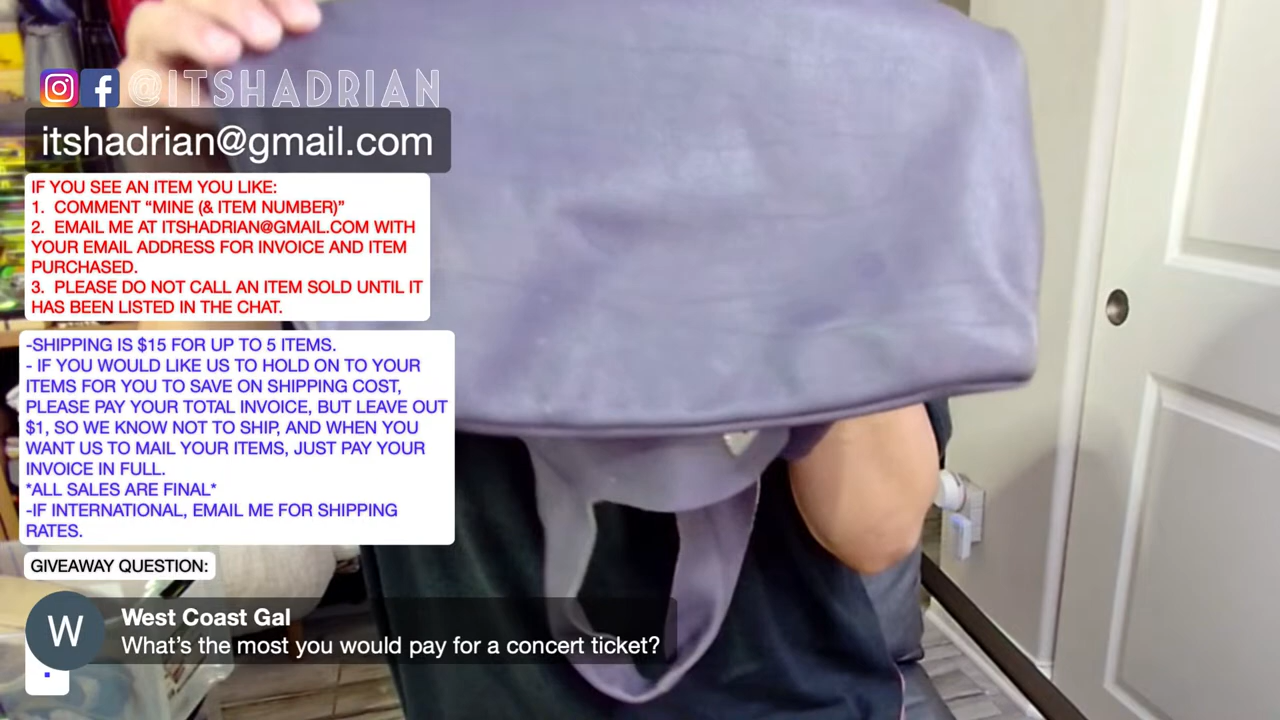 @ITSHADRIAN
itshadrian@gmail.com
IF YOU SEE AN ITEM YOU LIKE:
1. COMMENT “MINE (& ITEM NUMBER)”
2. EMAIL ME AT ITSHADRIAN@GMAIL.COM WITH
YOUR EMAIL ADDRESS FOR INVOICE AND ITEM
PURCHASED.
3. PLEASE DO NOT CALL AN ITEM SOLD UNTIL IT
HAS BEEN LISTED IN THE CHAT.
-SHIPPING IS $15 FOR UP TO 5 ITEMS.
- IF YOU WOULD LIKE US TO HOLD ON TO YOUR
ITEMS FOR YOU TO SAVE ON SHIPPING COST,
PLEASE PAY YOUR TOTAL INVOICE, BUT LEAVE OUT
$1, SO WE KNOW NOT TO SHIP, AND WHEN YOU
WANT US TO MAIL YOUR ITEMS, JUST PAY YOUR
INVOICE IN FULL.
*ALL SALES ARE FINAL*
-IF INTERNATIONAL, EMAIL ME FOR SHIPPING
RATES.
GIVEAWAY QUESTION:
W
West Coast Gal
What’s the most you would pay for a concert ticket?